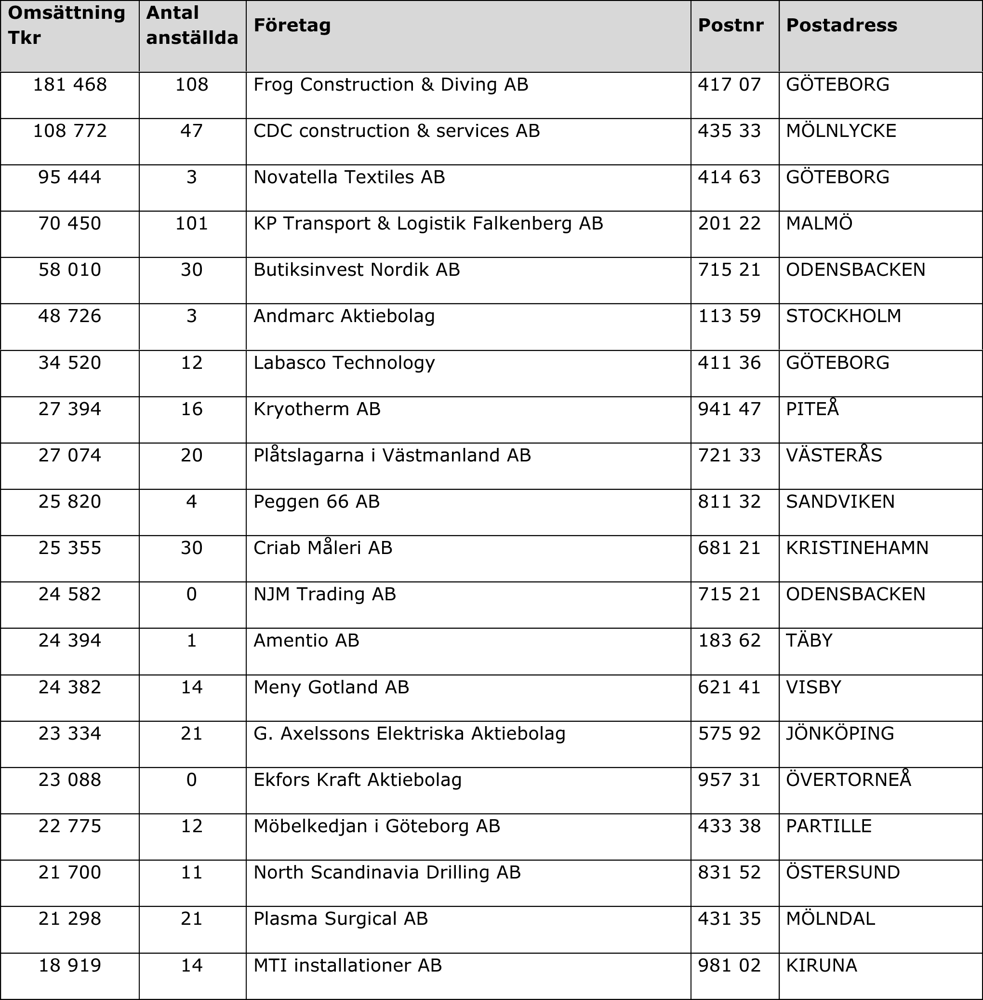 Omsättning Tkr Antal anställda Företag Postnr Postadress
181 468 108 Frog Construction & Diving AB 417 07 GÖTEBORG
108 772 47 CDC construction & services AB 435 33 MÖLNLYCKE
95 444 3 Novatella Textiles AB 414 63 GÖTEBORG
70 450 101 KP Transport & Logistik Falkenberg AB 201 22 MALMÖ
58 010 30 Butiksinvest Nordik AB 715 21 ODENSBACKEN
48 726 3 Andmarc Aktiebolag 113 59 STOCKHOLM
34 520 12 Labasco Technology 411 36 GÖTEBORG
27 394 16 Kryotherm AB 941 47 PITEÅ
27 074 20 Plåtslagarna i Västmanland AB 721 33 VÄSTERÅS
25 820 4 Peggen 66 AB 811 32 SANDVIKEN
25 355 30 Criab Måleri AB 681 21 KRISTINEHAMN
24 582 0 NJM Trading AB 715 21 ODENSBACKEN
24 394 1 Amentio AB 183 62 TÄBY
24 382 14 Meny Gotland AB 621 41 VISBY
23 334 21 G. Axelssons Elektriska Aktiebolag 575 92 JÖNKÖPING
23 088 0 Ekfors Kraft Aktiebolag 957 31 ÖVERTORNEÅ
22 775 12 Möbelkedjan i Göteborg AB 433 38 PARTILLE
21 700 11 North Scandinavia Drilling AB 831 52 ÖSTERSUND
21 298 21 Plasma Surgical AB 431 35 MÖLNDAL
18 919 14 MTI installationer AB 981 02 KIRUNA